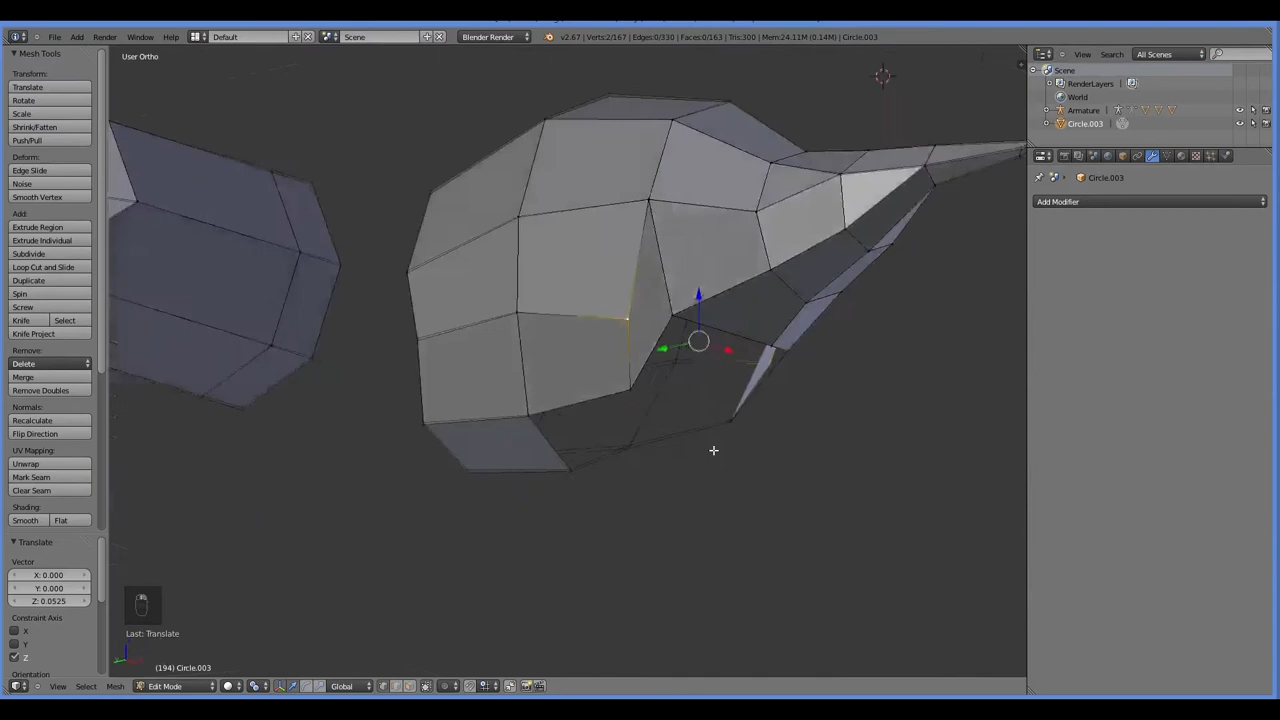 File Add Render Window Help Default Scene Blender Render v2.67 | Verts:2/167 | Edges:0/330 | Faces:0/163 | Tris:300 | Mem:24.11M (0.14M) | Circle.003
Mesh Tools
User Ortho
View Search All Scenes
Transform:
Scene
Translate
RenderLayers
Rotate
World
Scale
Armature
Shrink/Fatten
Circle.003
Push/Pull
Deform:
Edge Slide
Circle.003
Noise
Smooth Vertex
Add Modifier
Add:
Extrude Region
Extrude Individual
Subdivide
Loop Cut and Slide
Duplicate
Spin
Screw
Knife Select
Knife Project
Remove:
Delete
Merge
Remove Doubles
Normals:
Recalculate
Flip Direction
UV Mapping:
Unwrap
Mark Seam
Clear Seam
Shading:
Smooth Flat
Translate
Vector
X: 0.000
Y: 0.000
Z: 0.0525
Constraint Axis
X
Y
Z
Orientation
Last: Translate
(194) Circle.003
View Select Mesh Edit Mode Global